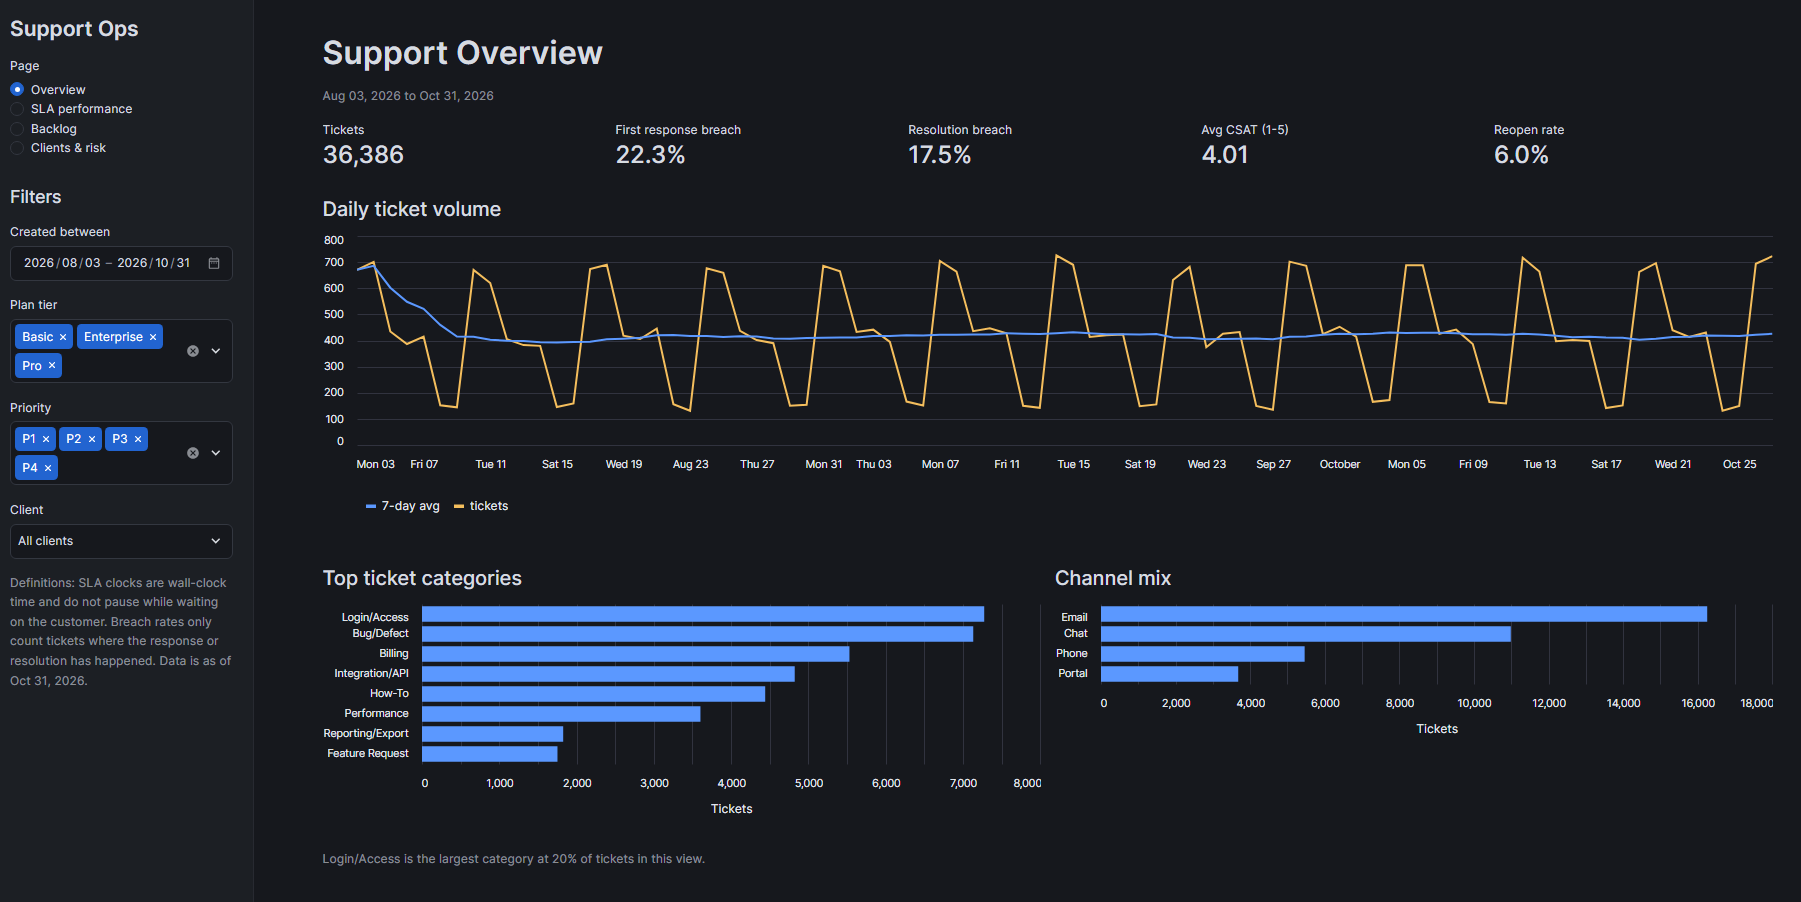 Support Ops
Page
Overview
SLA performance
Backlog
Clients & risk
Filters
Created between
2026/08/03 – 2026/10/31
Plan tier
Basic × Enterprise ×
Pro ×
Priority
P1 × P2 × P3 ×
P4 ×
Client
All clients
Definitions: SLA clocks are wall-clock
time and do not pause while waiting
on the customer. Breach rates only
count tickets where the response or
resolution has happened. Data is as of
Oct 31, 2026.
Support Overview
Aug 03, 2026 to Oct 31, 2026
Tickets
36,386
First response breach
22.3%
Resolution breach
17.5%
Avg CSAT (1-5)
4.01
Reopen rate
6.0%
Daily ticket volume
800
700
600
500
400
300
200
100
0
Mon 03 Fri 07 Tue 11 Sat 15 Wed 19 Aug 23 Thu 27 Mon 31 Thu 03 Mon 07 Fri 11 Tue 15 Sat 19 Wed 23 Sep 27 October Mon 05 Fri 09 Tue 13 Sat 17 Wed 21 Oct 25
7-day avg tickets
Top ticket categories
Login/Access
Bug/Defect
Billing
Integration/API
How-To
Performance
Reporting/Export
Feature Request
0 1,000 2,000 3,000 4,000 5,000 6,000 7,000 8,000
Tickets
Channel mix
Email
Chat
Phone
Portal
0 2,000 4,000 6,000 8,000 10,000 12,000 14,000 16,000 18,000
Tickets
Login/Access is the largest category at 20% of tickets in this view.